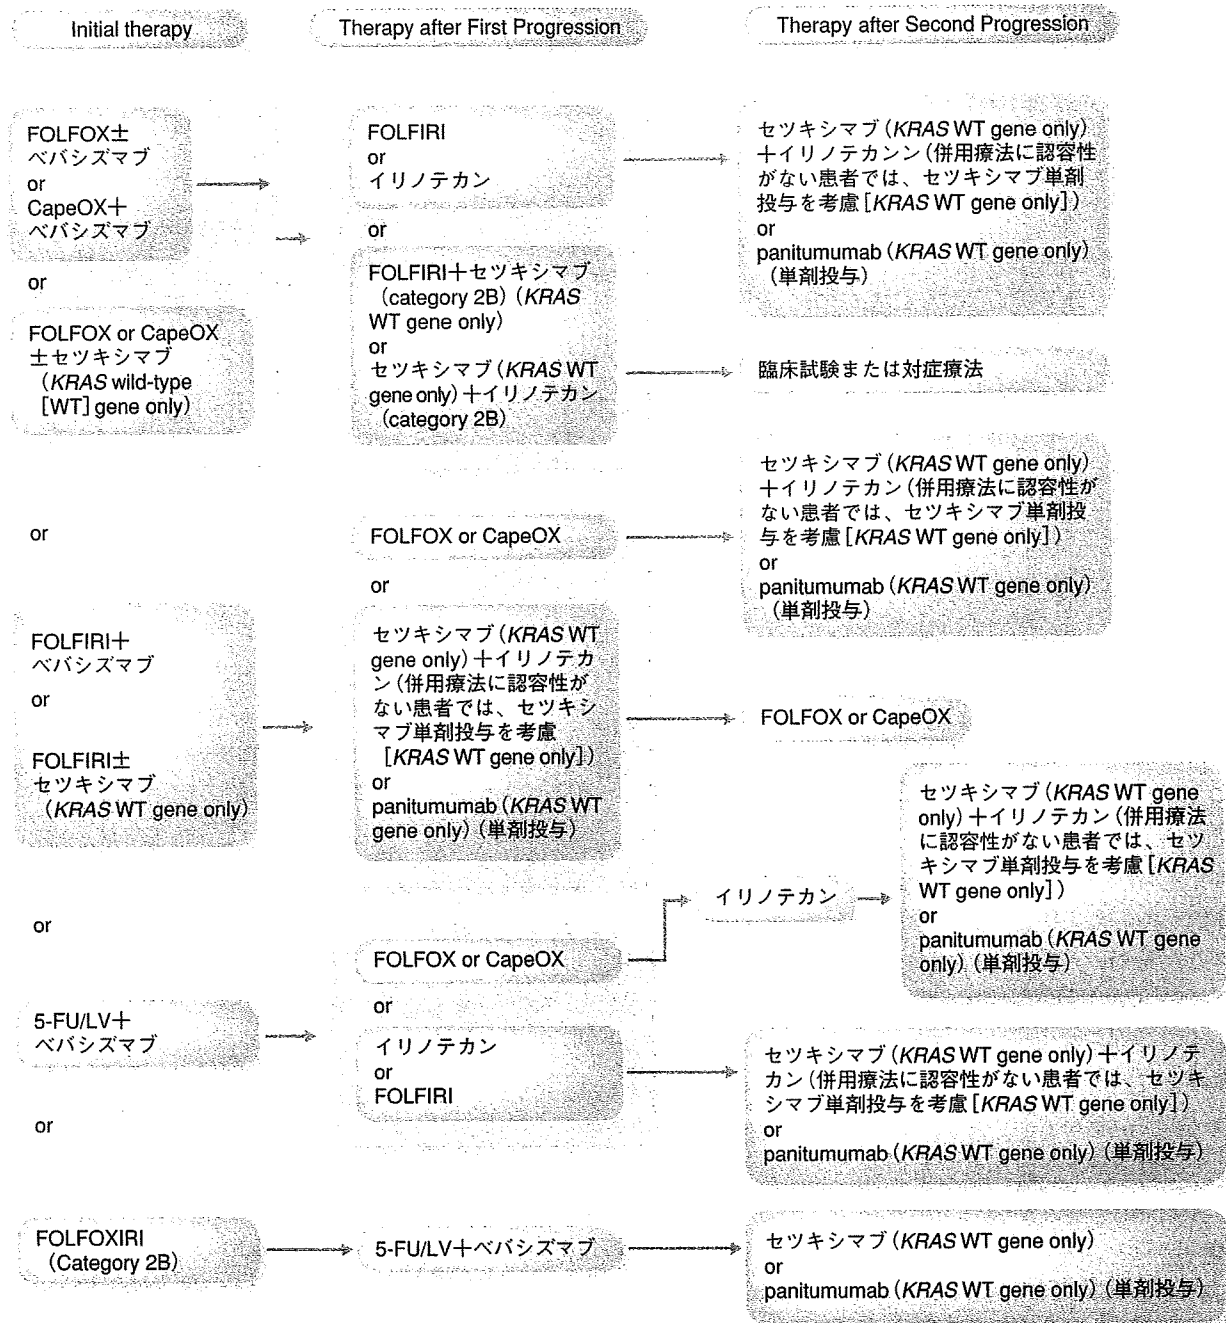 Initial therapy
Therapy after First Progression
Therapy after Second Progression
FOLFOX±
ベバシズマブ
or
CapeOX＋
ベバシズマブ
or
FOLFOX or CapeOX
±セツキシマブ
(KRAS wild-type
[WT] gene only)
FOLFIRI
or
イリノテカン
or
FOLFIRI＋セツキシマブ
(category 2B) (KRAS
WT gene only)
or
セツキシマブ (KRAS WT
gene only)＋イリノテカン
(category 2B)
セツキシマブ (KRAS WT gene only)
＋イリノテカンン (併用療法に認容性
がない患者では、セツキシマブ単剤
投与を考慮 [KRAS WT gene only])
or
panitumumab (KRAS WT gene only)
(単剤投与)
臨床試験または対症療法
or
FOLFIRI＋
ベバシズマブ
or
FOLFIRI±
セツキシマブ
(KRAS WT gene only)
FOLFOX or CapeOX
or
セツキシマブ (KRAS WT
gene only)＋イリノテカ
ン (併用療法に認容性が
ない患者では、セツキシ
マブ単剤投与を考慮
[KRAS WT gene only])
or
panitumumab (KRAS WT
gene only) (単剤投与)
セツキシマブ (KRAS WT gene only)
＋イリノテカン (併用療法に認容性が
ない患者では、セツキシマブ単剤投
与を考慮 [KRAS WT gene only])
or
panitumumab (KRAS WT gene only)
(単剤投与)
FOLFOX or CapeOX
or
5-FU/LV＋
ベバシズマブ
or
FOLFOX or CapeOX
or
イリノテカン
or
FOLFIRI
イリノテカン
セツキシマブ (KRAS WT gene
only)＋イリノテカン (併用療法
に認容性がない患者では、セツ
キシマブ単剤投与を考慮 [KRAS
WT gene only])
or
panitumumab (KRAS WT gene
only) (単剤投与)
セツキシマブ (KRAS WT gene only)＋イリノテ
カン (併用療法に認容性がない患者では、セツキ
シマブ単剤投与を考慮 [KRAS WT gene only])
or
panitumumab (KRAS WT gene only) (単剤投与)
FOLFOXIRI
(Category 2B)
5-FU/LV＋ベバシズマブ
セツキシマブ (KRAS WT gene only)
or
panitumumab (KRAS WT gene only) (単剤投与)